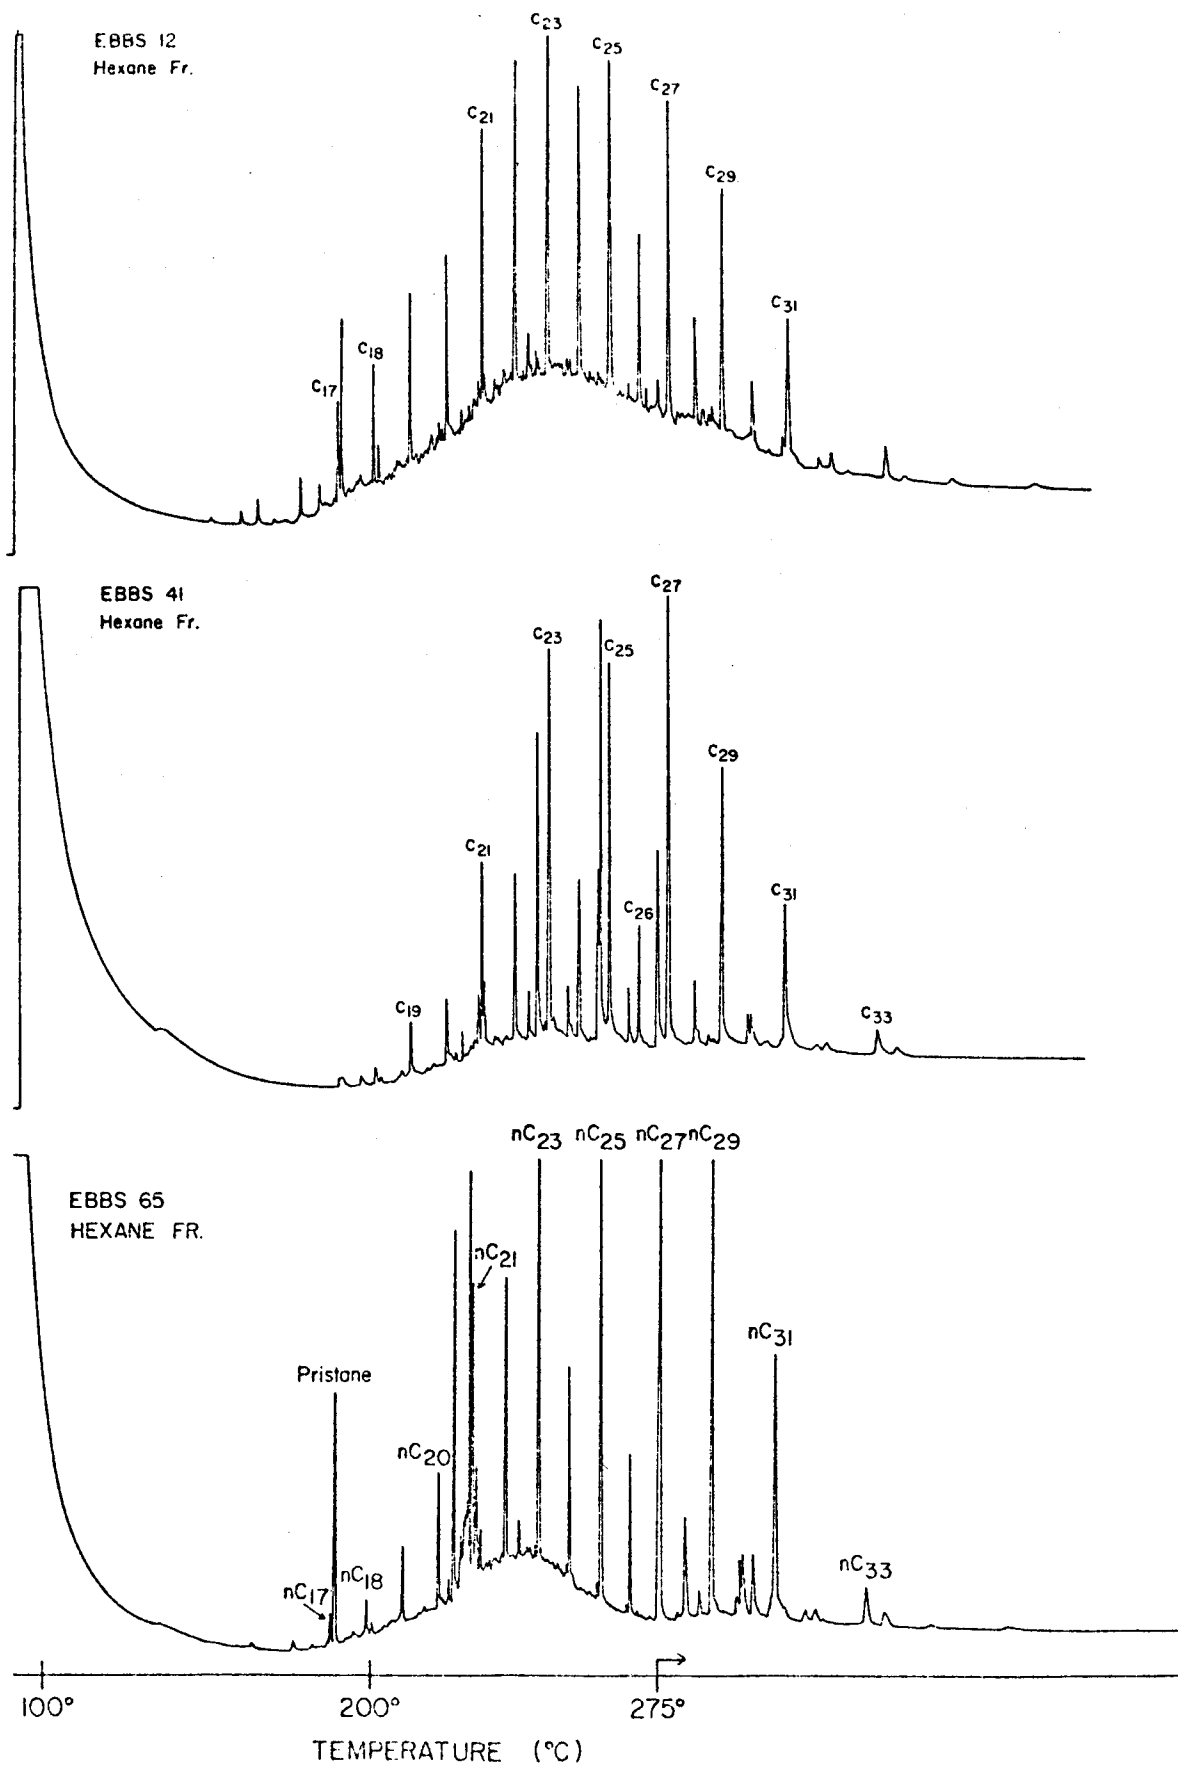 EBBS 12
Hexane Fr.
C17
C18
C21
C23
C25
C27
C29
C31
EBBS 41
Hexane Fr.
C19
C21
C23
C25
C26
C27
C29
C31
C33
EBBS 65
HEXANE FR.
nC17
Pristane
nC18
nC20
nC21
nC23 nC25 nC27 nC29
nC31
nC33
100° 200° 275°
TEMPERATURE (°C)